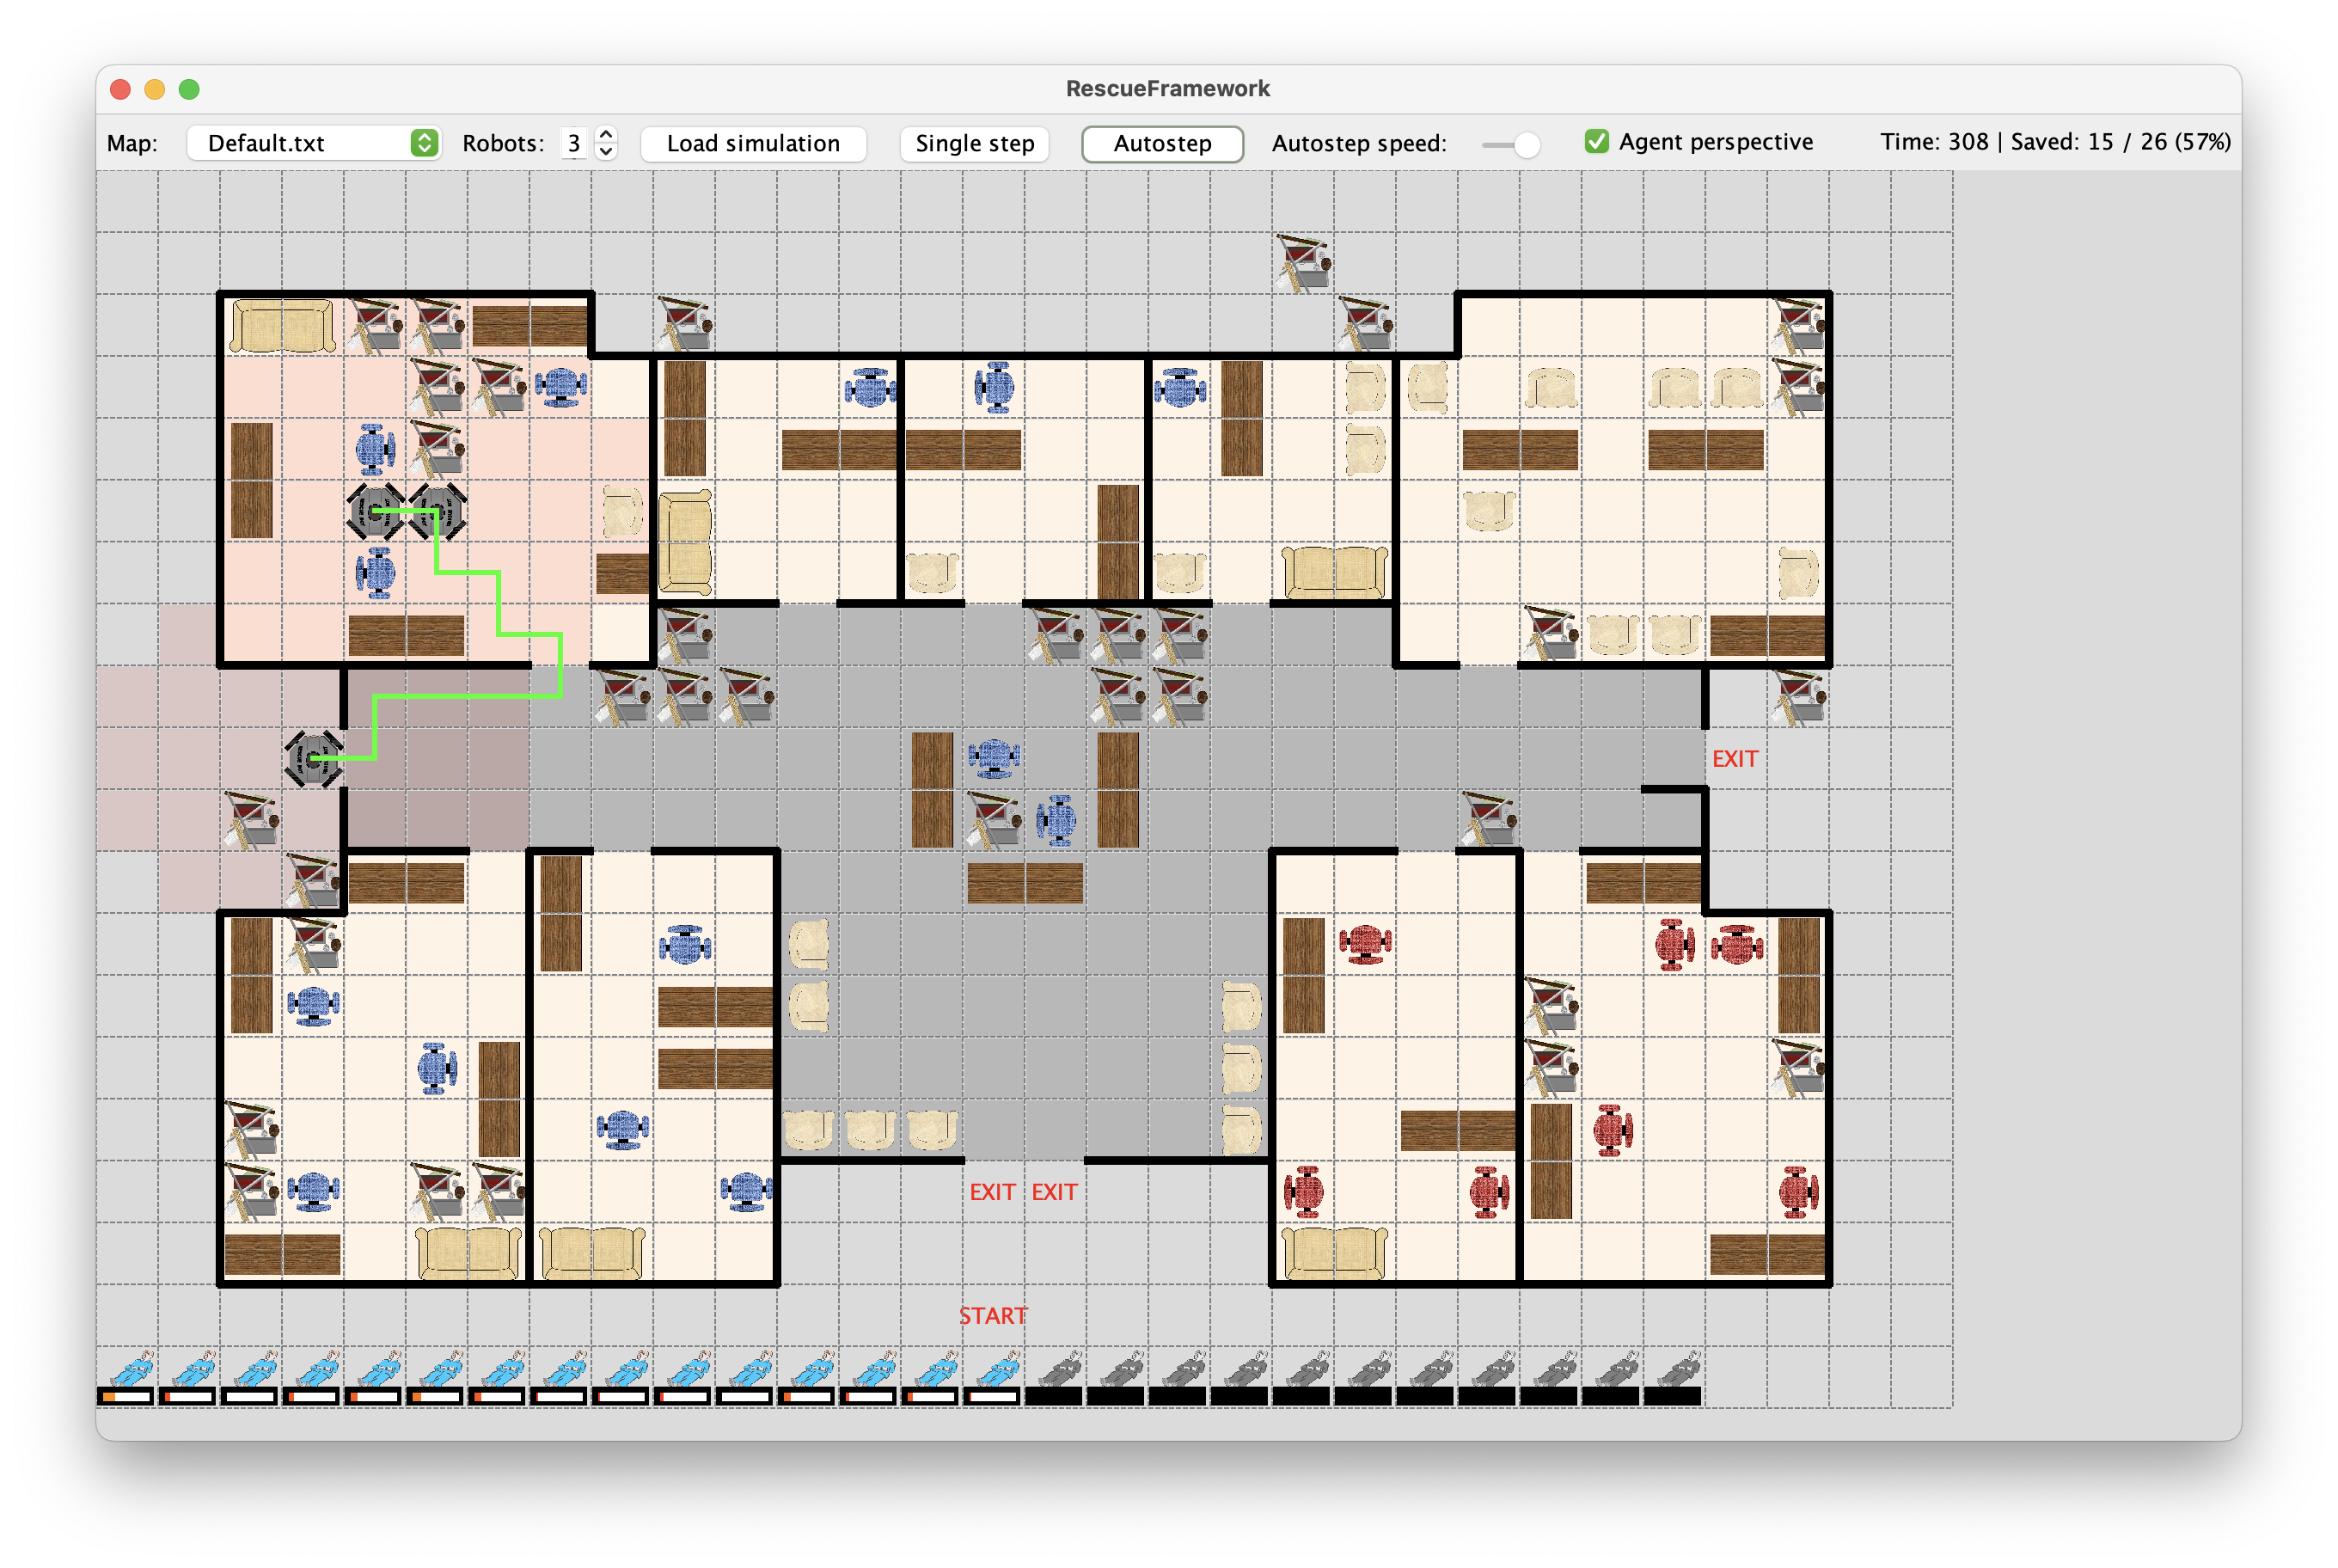 RescueFramework
Map: Default.txt Robots: 3 Load simulation Single step Autostep Autostep speed: Agent perspective Time: 308 | Saved: 15 / 26 (57%)
EXIT
EXIT EXIT
START